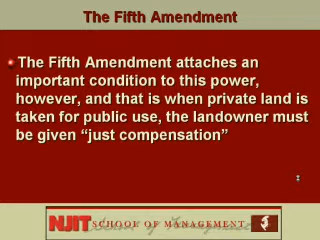 The Fifth Amendment
The Fifth Amendment attaches an
important condition to this power,
however, and that is when private land is
taken for public use, the landowner must
be given “just compensation”
NJIT SCHOOL OF MANAGEMENT